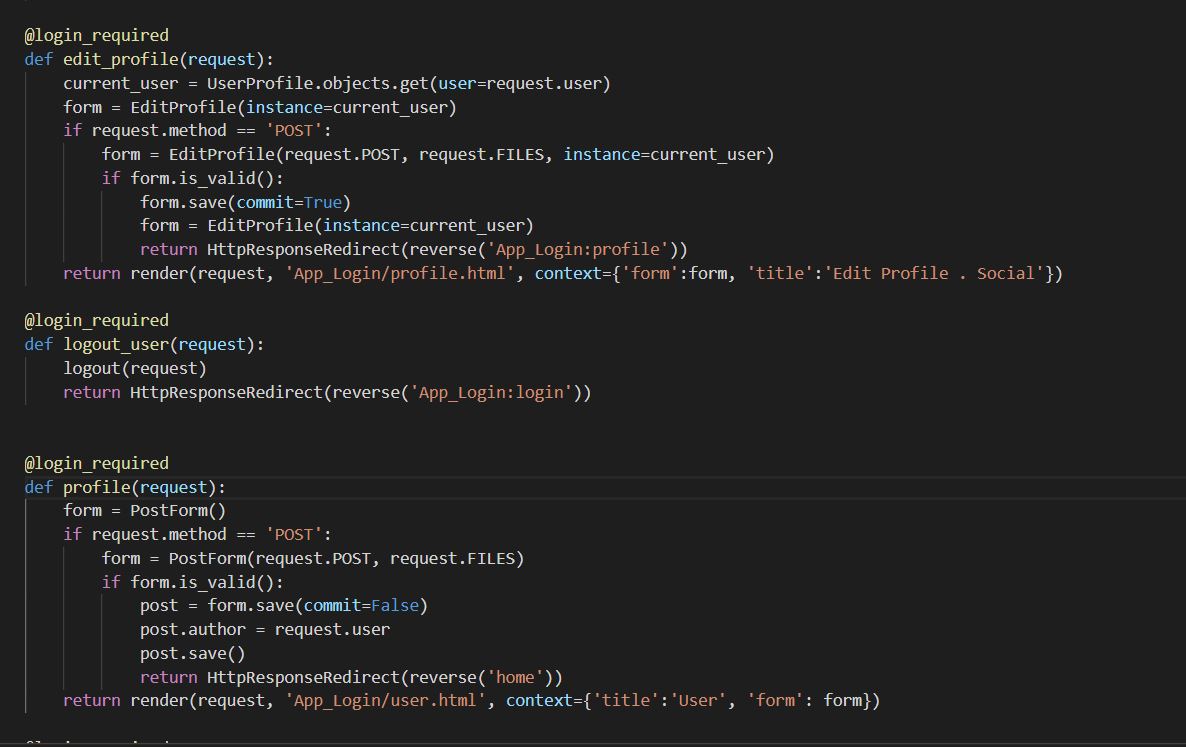 @login_required
def edit_profile(request):
    current_user = UserProfile.objects.get(user=request.user)
    form = EditProfile(instance=current_user)
    if request.method == 'POST':
        form = EditProfile(request.POST, request.FILES, instance=current_user)
        if form.is_valid():
            form.save(commit=True)
            form = EditProfile(instance=current_user)
            return HttpResponseRedirect(reverse('App_Login:profile'))
    return render(request, 'App_Login/profile.html', context={'form':form, 'title':'Edit Profile . Social'})
@login_required
def logout_user(request):
    logout(request)
    return HttpResponseRedirect(reverse('App_Login:login'))
@login_required
def profile(request):
    form = PostForm()
    if request.method == 'POST':
        form = PostForm(request.POST, request.FILES)
        if form.is_valid():
            post = form.save(commit=False)
            post.author = request.user
            post.save()
            return HttpResponseRedirect(reverse('home'))
    return render(request, 'App_Login/user.html', context={'title':'User', 'form': form})